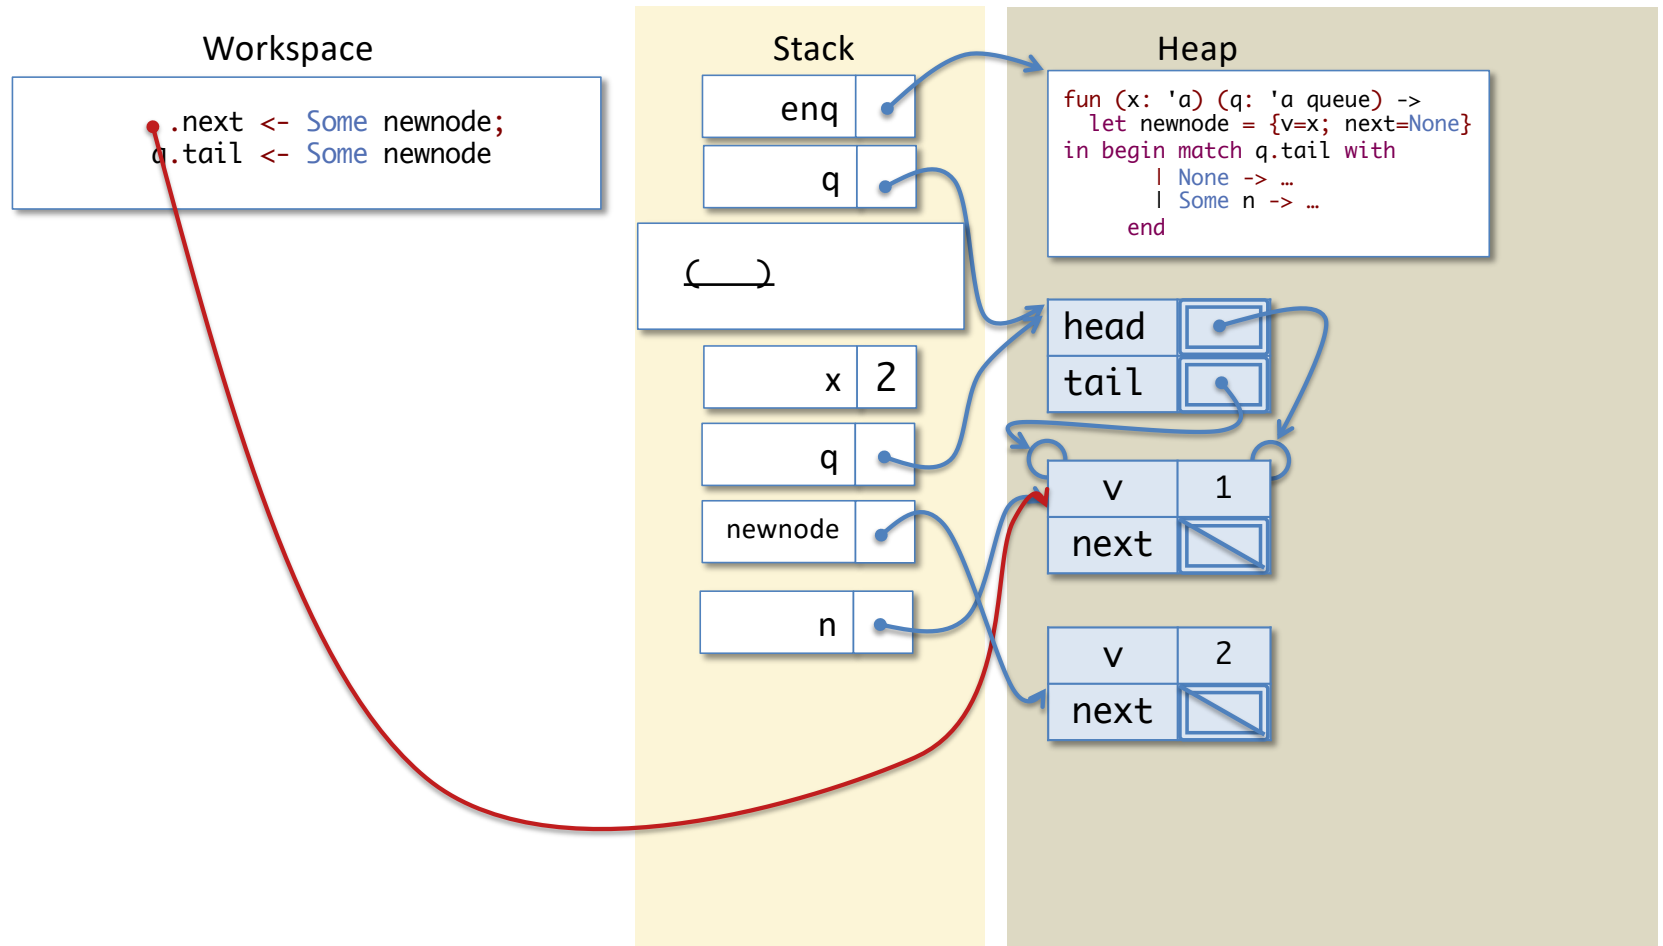 Workspace
.next <- Some newnode;
q.tail <- Some newnode
Stack
enq
q
(____)
x 2
q
newnode
n
Heap
fun (x: 'a) (q: 'a queue) ->
let newnode = {v=x; next=None}
in begin match q.tail with
| None -> …
| Some n -> …
end
head
tail
v 1
next
v 2
next